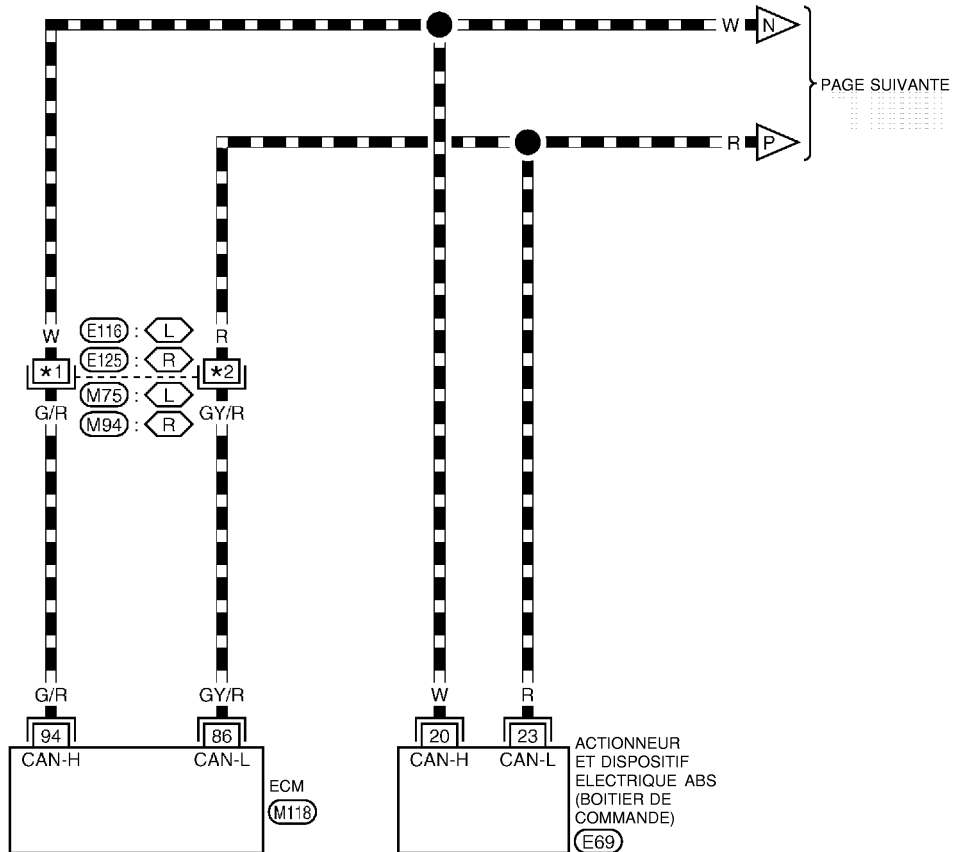 W N
PAGE SUIVANTE
R P
W E116 : L R
E125 : R
*1 *2
M75 : L
G/R M94 : R GY/R
G/R GY/R W R
94 86 20 23
CAN-H CAN-L CAN-H CAN-L
ECM
M118
ACTIONNEUR
ET DISPOSITIF
ELECTRIQUE ABS
(BOITIER DE
COMMANDE)
E69